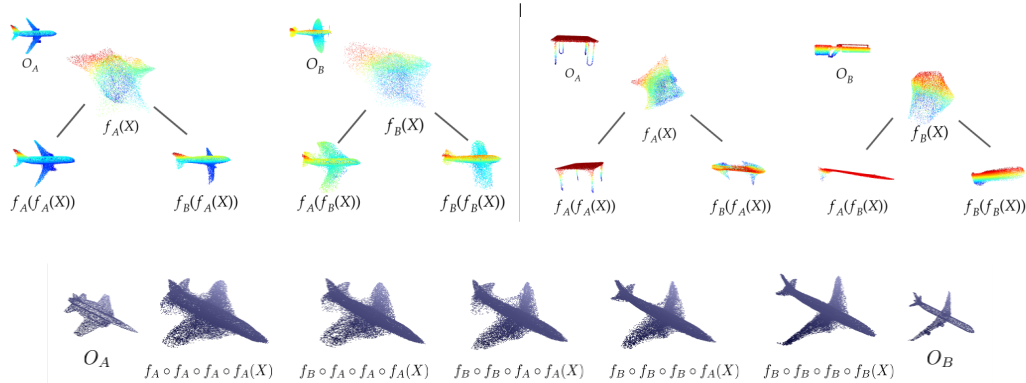 O_A
f_A(X)
f_A(f_A(X))
f_B(f_A(X))
O_B
f_B(X)
f_A(f_B(X))
f_B(f_B(X))
O_A
f_A(X)
f_A(f_A(X))
f_B(f_A(X))
O_B
f_B(X)
f_A(f_B(X))
f_B(f_B(X))
O_A
f_A ∘ f_A ∘ f_A ∘ f_A(X)
f_B ∘ f_A ∘ f_A ∘ f_A(X)
f_B ∘ f_B ∘ f_A ∘ f_A(X)
f_B ∘ f_B ∘ f_B ∘ f_A(X)
f_B ∘ f_B ∘ f_B ∘ f_B(X)
O_B